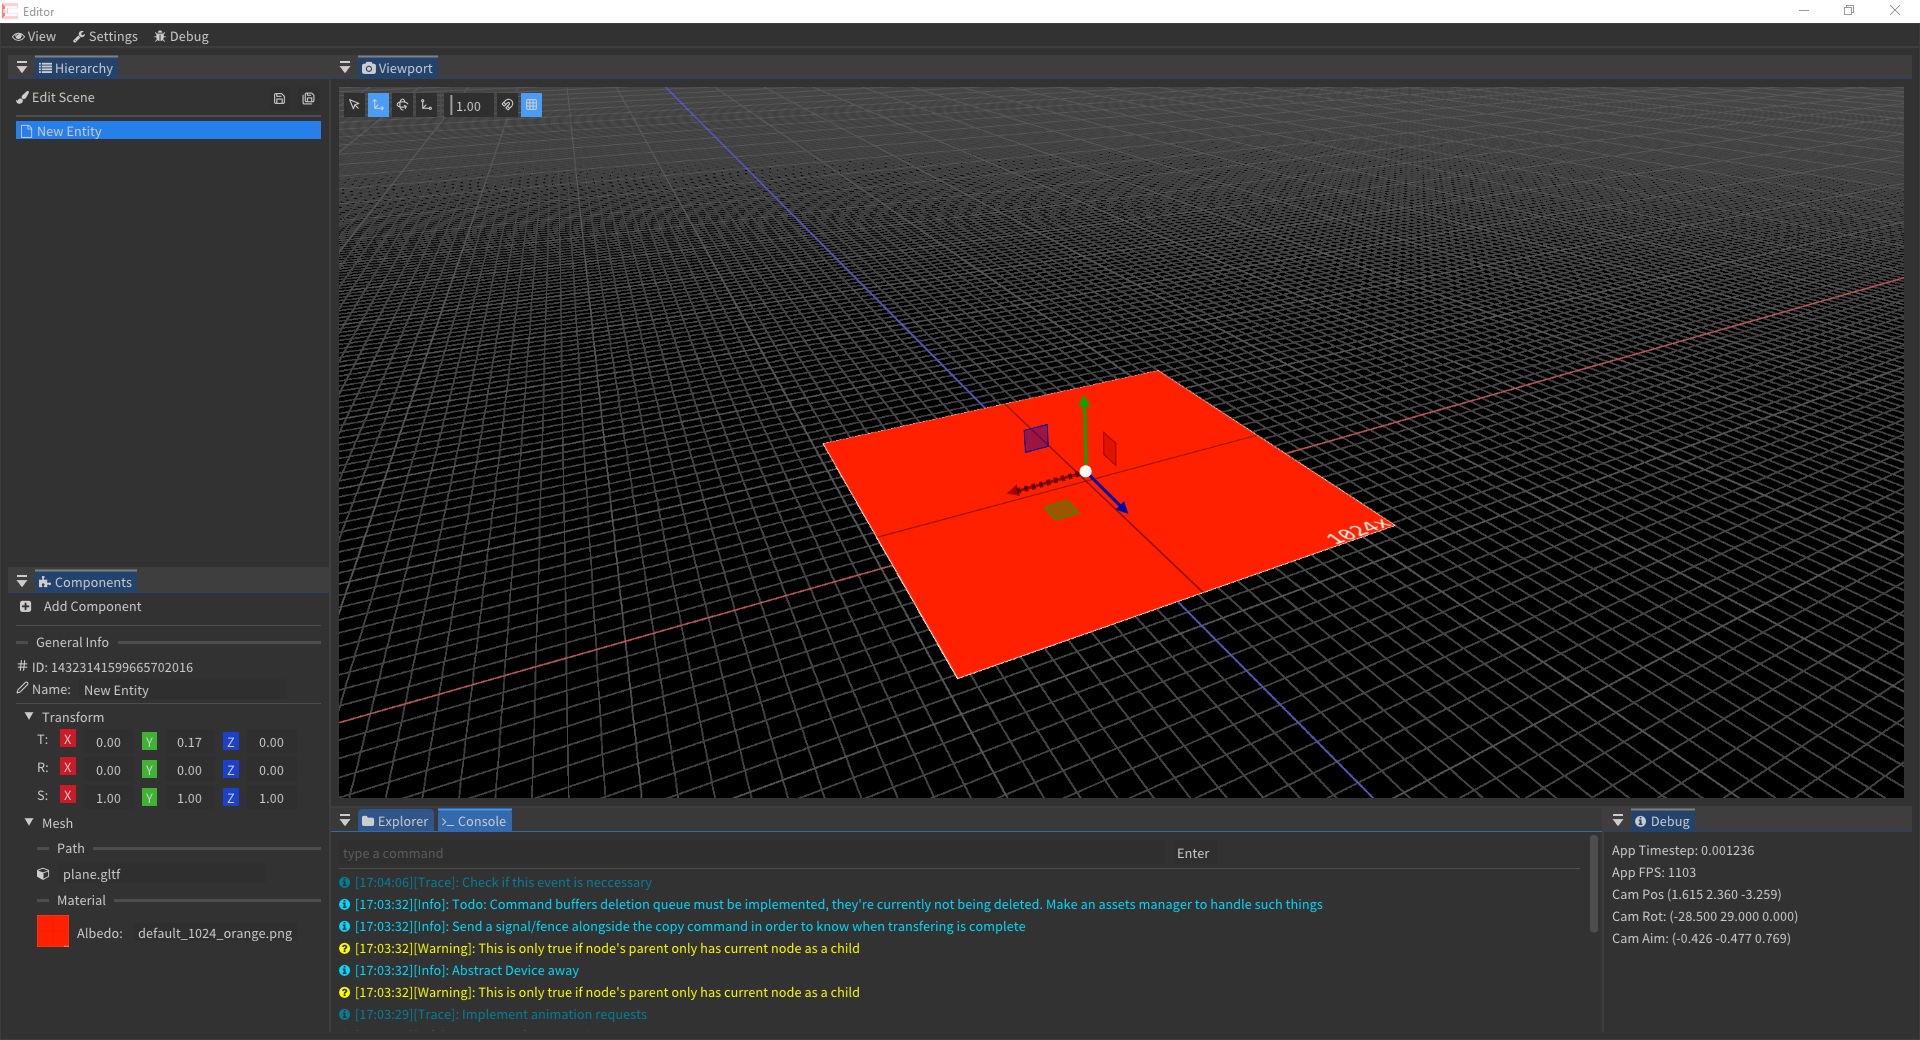 Editor
View Settings Debug
Hierarchy
Edit Scene
New Entity
Viewport
1.00
1024x
Components
Add Component
General Info
# ID: 14323141599665702016
Name: New Entity
Transform
T: X 0.00 Y 0.17 Z 0.00
R: X 0.00 Y 0.00 Z 0.00
S: X 1.00 Y 1.00 Z 1.00
Mesh
Path
plane.gltf
Material
Albedo: default_1024_orange.png
Explorer >_ Console
type a command Enter
[17:04:06][Trace]: Check if this event is neccessary
[17:03:32][Info]: Todo: Command buffers deletion queue must be implemented, they're currently not being deleted. Make an assets manager to handle such things
[17:03:32][Info]: Send a signal/fence alongside the copy command in order to know when transfering is complete
[17:03:32][Warning]: This is only true if node's parent only has current node as a child
[17:03:32][Info]: Abstract Device away
[17:03:32][Warning]: This is only true if node's parent only has current node as a child
[17:03:29][Trace]: Implement animation requests
Debug
App Timestep: 0.001236
App FPS: 1103
Cam Pos (1.615 2.360 -3.259)
Cam Rot: (-28.500 29.000 0.000)
Cam Aim: (-0.426 -0.477 0.769)